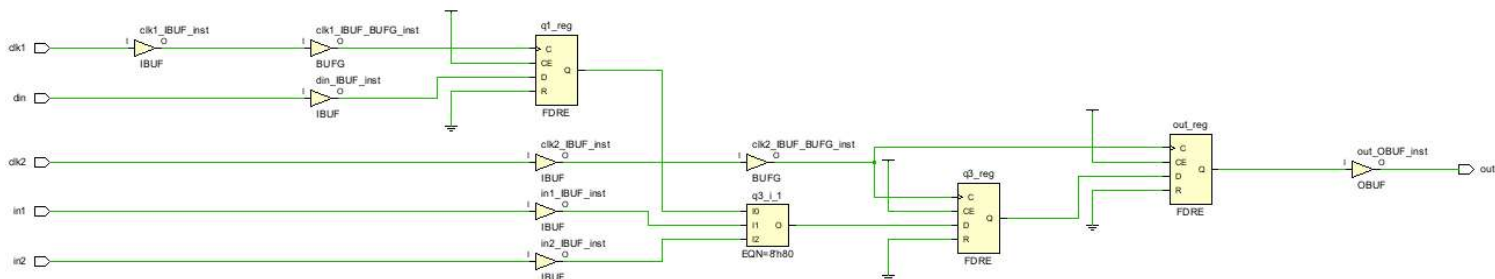 clk1
I
clk1_IBUF_inst
O
IBUF
I
clk1_IBUF_BUFG_inst
O
BUFG
q1_reg
C
CE
D
R
Q
FDRE
din
I
din_IBUF_inst
O
IBUF
clk2
I
clk2_IBUF_inst
O
IBUF
I
clk2_IBUF_BUFG_inst
O
BUFG
in1
I
in1_IBUF_inst
O
IBUF
in2
I
in2_IBUF_inst
O
IBUF
q3_i_1
I0
I1
I2
O
EQN=8'h80
q3_reg
C
CE
D
R
Q
FDRE
out_reg
C
CE
D
R
Q
FDRE
I
out_OBUF_inst
O
OBUF
out